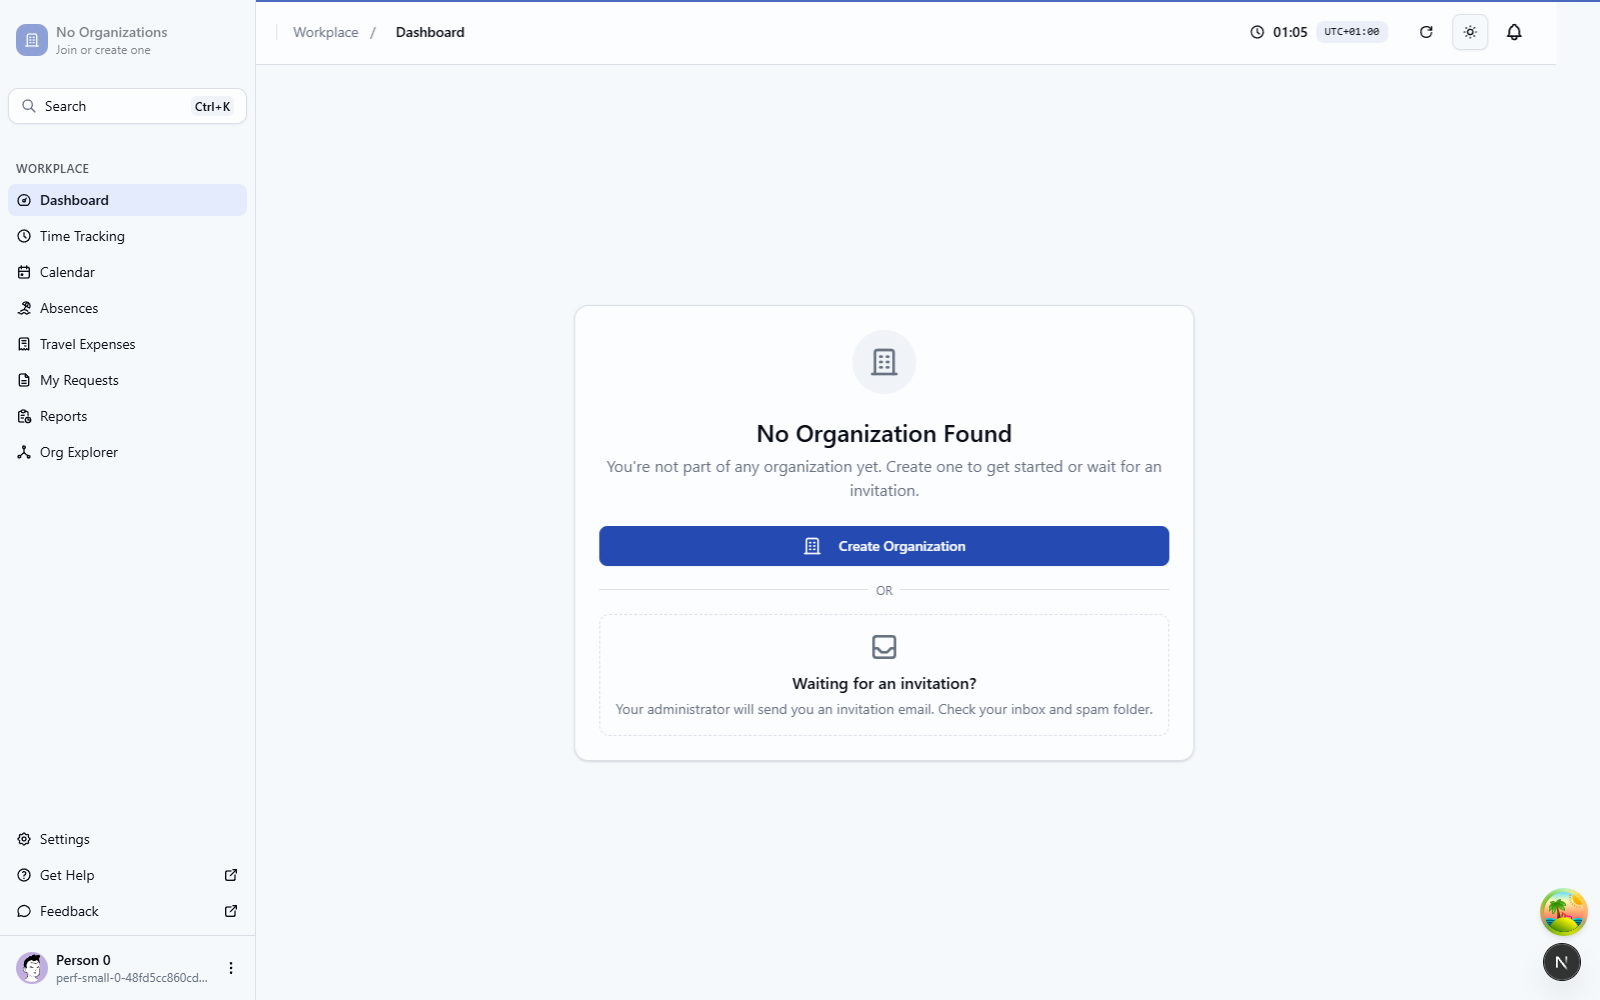 No Organizations
Join or create one
Search
Ctrl+K
WORKPLACE
Dashboard
Time Tracking
Calendar
Absences
Travel Expenses
My Requests
Reports
Org Explorer
Settings
Get Help
Feedback
Person 0
perf-small-0-48fd5cc860cd...
Workplace / Dashboard
01:05 UTC+01:00
No Organization Found
You're not part of any organization yet. Create one to get started or wait for an
invitation.
Create Organization
OR
Waiting for an invitation?
Your administrator will send you an invitation email. Check your inbox and spam folder.
N